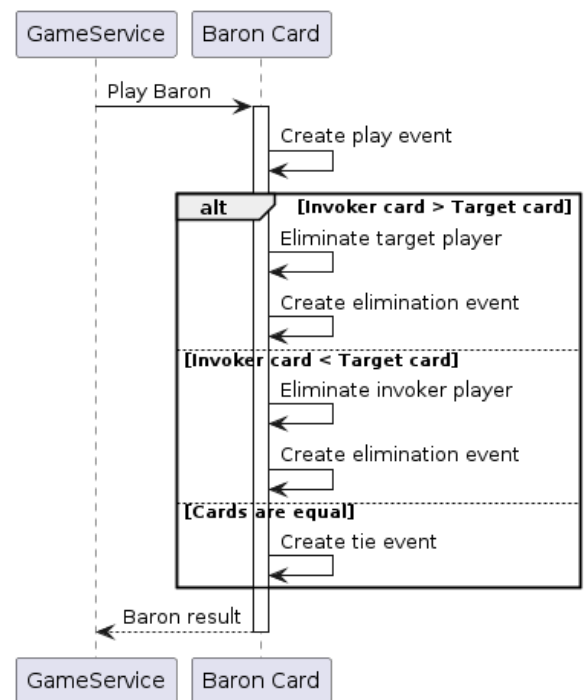 GameService Baron Card
Play Baron
Create play event
alt [Invoker card > Target card]
Eliminate target player
Create elimination event
[Invoker card < Target card]
Eliminate invoker player
Create elimination event
[Cards are equal]
Create tie event
Baron result
GameService Baron Card